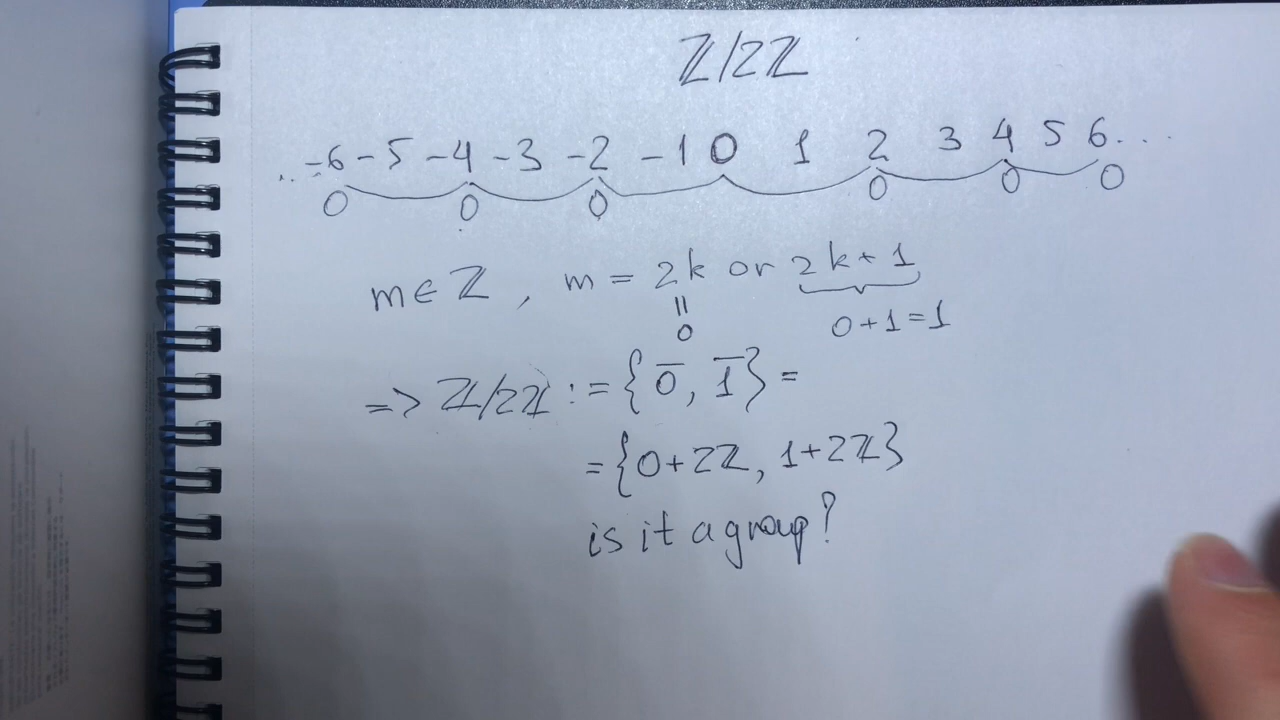 ℤ/2ℤ
..-6 -5 -4 -3 -2 -1 0 1 2 3 4 5 6...
0 0 0 0 0 0
m∈ℤ, m = 2k or 2k+1
॥
0 0+1=1
=> ℤ/2ℤ := {0̅, 1̅} =
= {0+2ℤ, 1+2ℤ}
is it a group?